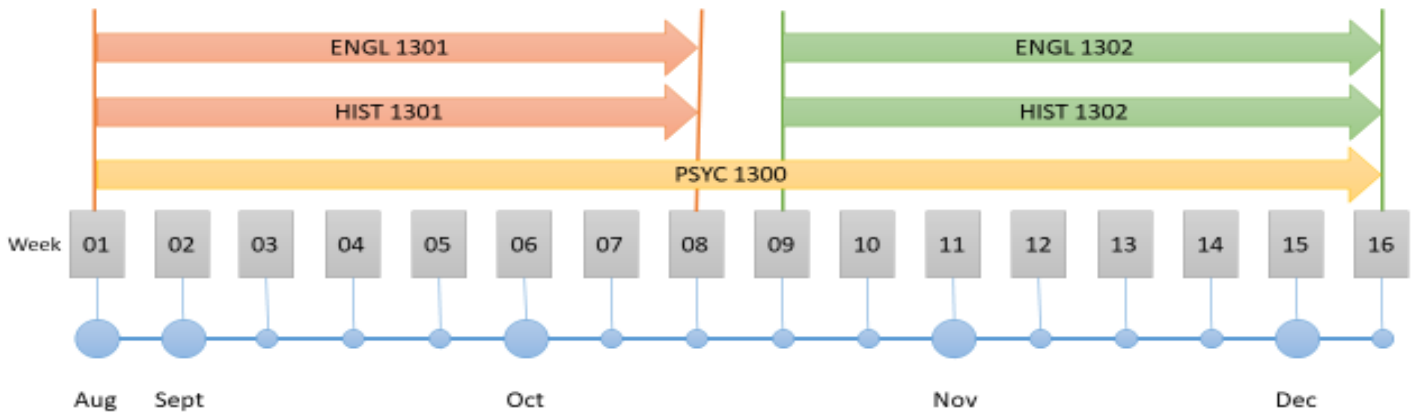 ENGL 1301 ENGL 1302
HIST 1301 HIST 1302
PSYC 1300
Week 01 02 03 04 05 06 07 08 09 10 11 12 13 14 15 16
Aug Sept Oct Nov Dec